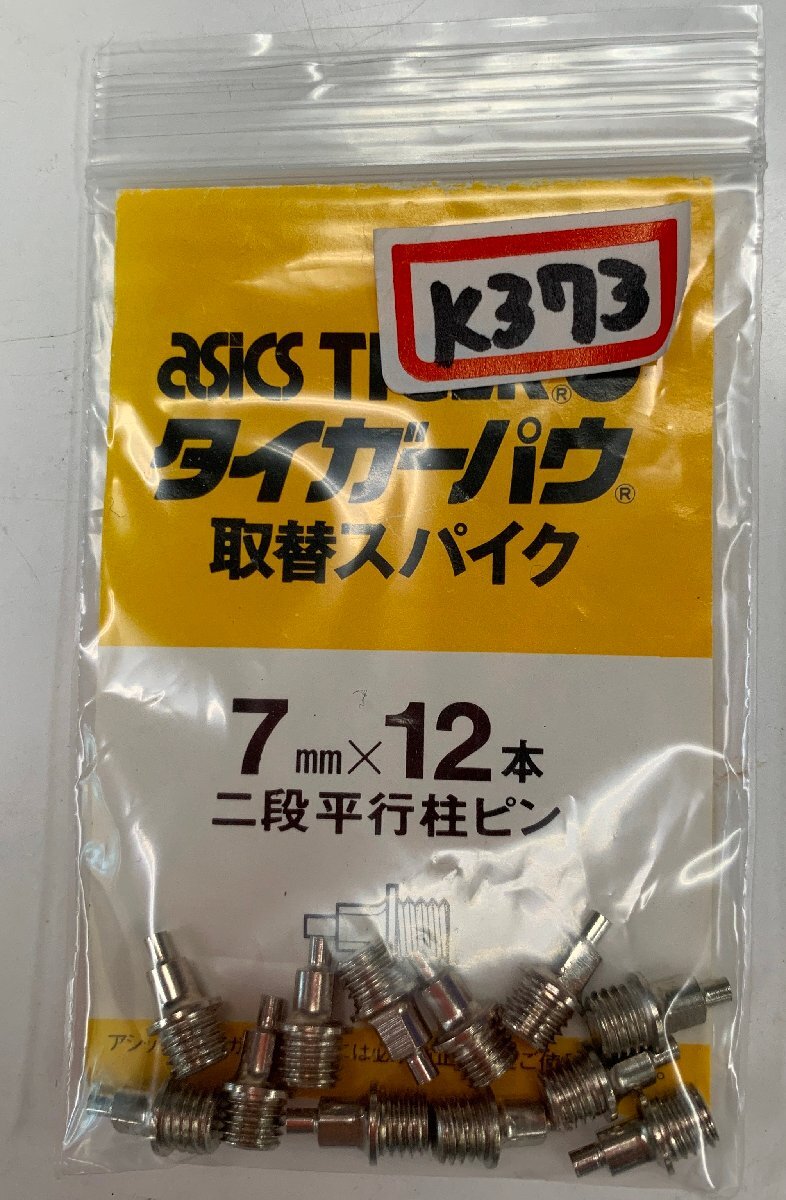 K373
asics TIGER®
タイガーパウ®
取替スパイク
7mm×12本
二段平行柱ピン